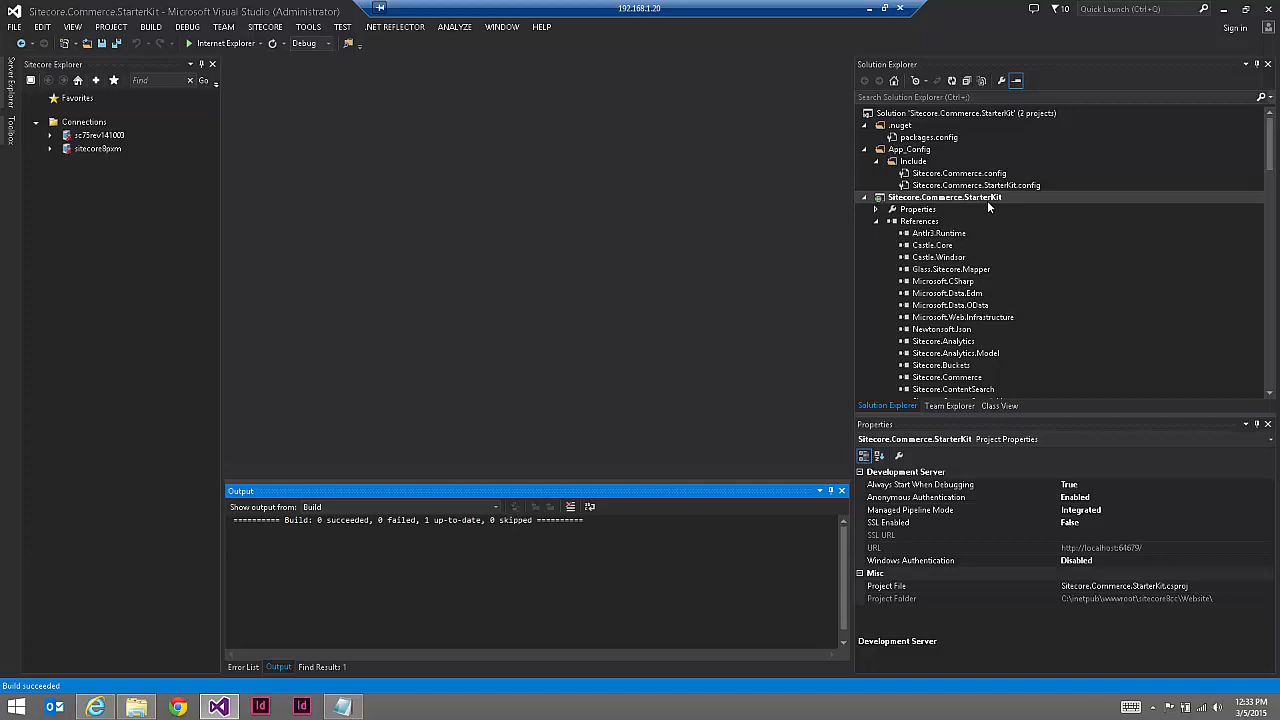 Sitecore.Commerce.StarterKit - Microsoft Visual Studio (Administrator)
192.168.1.20
10
Quick Launch (Ctrl+Q)
FILE EDIT VIEW PROJECT BUILD DEBUG TEAM SITECORE TOOLS TEST .NET REFLECTOR ANALYZE WINDOW HELP
Sign in
Internet Explorer
Debug
Server Explorer
Toolbox
Sitecore Explorer
Find
Go
Favorites
Connections
sc75rev141003
sitecore8pxm
Solution Explorer
Search Solution Explorer (Ctrl+;)
Solution 'Sitecore.Commerce.StarterKit' (2 projects)
.nuget
packages.config
App_Config
Include
Sitecore.Commerce.config
Sitecore.Commerce.StarterKit.config
Sitecore.Commerce.StarterKit
Properties
References
Antlr3.Runtime
Castle.Core
Castle.Windsor
Glass.Sitecore.Mapper
Microsoft.CSharp
Microsoft.Data.Edm
Microsoft.Data.OData
Microsoft.Web.Infrastructure
Newtonsoft.Json
Sitecore.Analytics
Sitecore.Analytics.Model
Sitecore.Buckets
Sitecore.Commerce
Sitecore.ContentSearch
Solution Explorer Team Explorer Class View
Properties
Sitecore.Commerce.StarterKit Project Properties
Development Server
Always Start When Debugging True
Anonymous Authentication Enabled
Managed Pipeline Mode Integrated
SSL Enabled False
SSL URL
URL http://localhost:64679/
Windows Authentication Disabled
Misc
Project File Sitecore.Commerce.StarterKit.csproj
Project Folder C:\inetpub\wwwroot\sitecore8cc\Website\
Development Server
Output
Show output from: Build
========== Build: 0 succeeded, 0 failed, 1 up-to-date, 0 skipped ==========
Error List Output Find Results 1
Build succeeded
12:33 PM
3/5/2015